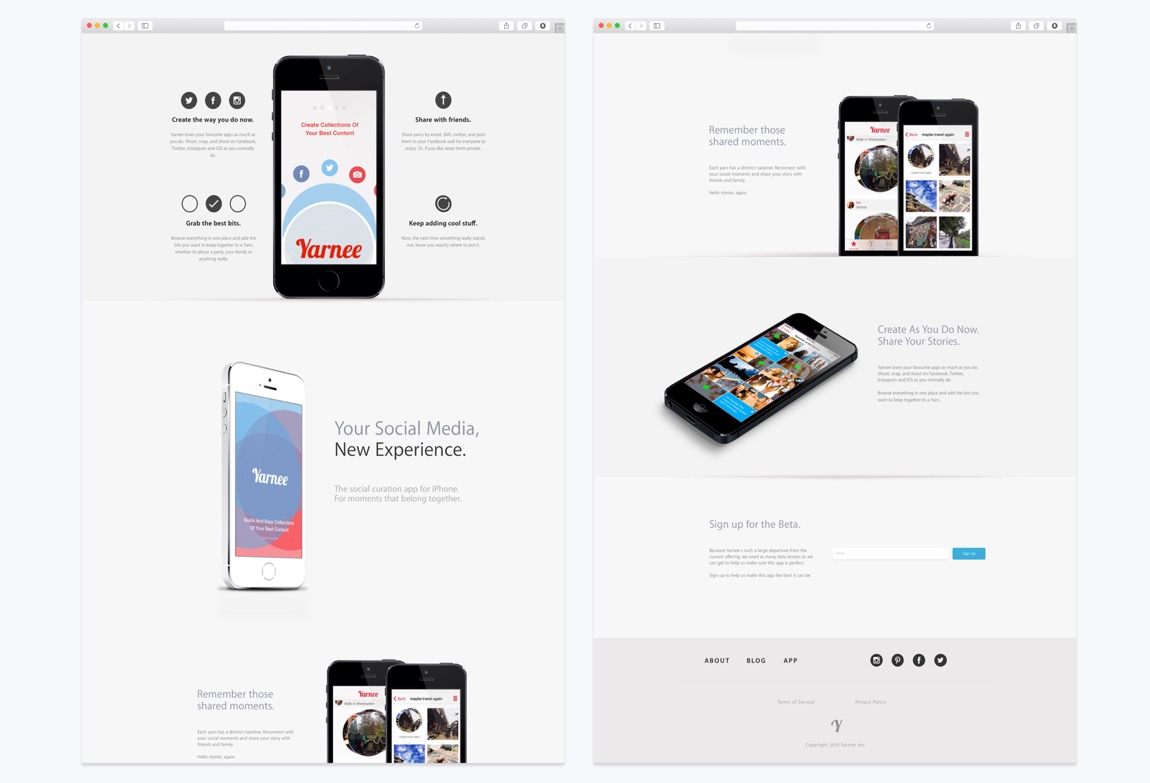 Create the way you do now.
Yarnee loves your favourite apps as much as
you do. Shoot, snap, and shout on Facebook,
Twitter, Instagram and iOS as you normally
do.
Grab the best bits.
Browse everything in one place and add the
bits you want to keep together to a Yarn,
whether its about a party, your family or
anything really.
Create Collections Of
Your Best Content
Yarnee
Share with friends.
Share yarns by email, SMS, twitter, and post
them to your Facebook wall for everyone to
enjoy. Or, if you like, keep them private.
Keep adding cool stuff.
Now, the next time something really stands
out, know you exactly where to put it.
Yarnee
Quick And Easy Collections
Of Your Best Content
Your Social Media,
New Experience.
The social curation app for iPhone.
For moments that belong together.
Remember those
shared moments.
Each yarn has a distinct narative. Reconnect with
your social moments and share your story with
friends and family.
Hello stories, again.
Yarnee
Walk in Wiesbaden
Back
maybe travel again
Remember those
shared moments.
Each yarn has a distinct narative. Reconnect with
your social moments and share your story with
friends and family.
Hello stories, again.
Yarnee
Walk in Wiesbaden
Back
maybe travel again
Create As You Do Now.
Share Your Stories.
Yarnee loves your favourite apps as much as you do.
Shoot, snap, and shout on Facebook, Twitter,
Instagram and iOS as you normally do.
Browse everything in one place and add the bits you
want to keep together to a Yarn.
Sign up for the Beta.
Because Yarnee is such a large departure from the
current offering, we need as many beta testers as we
can get to help us make sure this app is perfect.
Sign up to help us make this app the best it can be.
Email
Sign Up
ABOUT
BLOG
APP
Terms of Service
Privacy Policy
Y
Copyright 2014 Yarnee Inc.